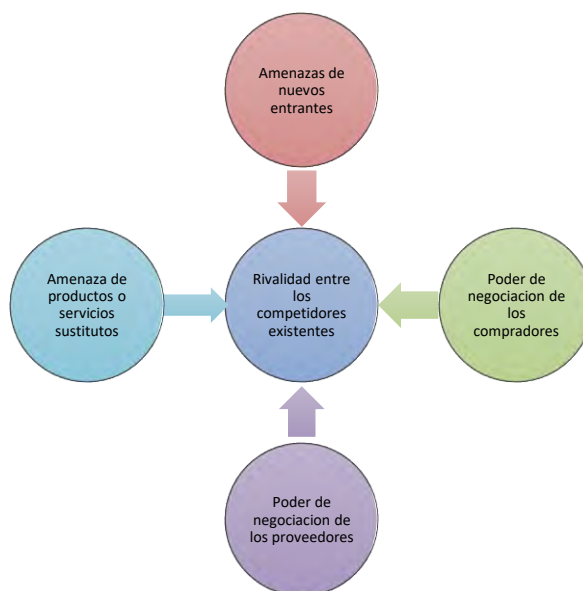 Amenazas de
nuevos
entrantes
Amenaza de
productos o
servicios
sustitutos
Rivalidad entre
los
competidores
existentes
Poder de
negociacion de
los
compradores
Poder de
negociacion de
los proveedores